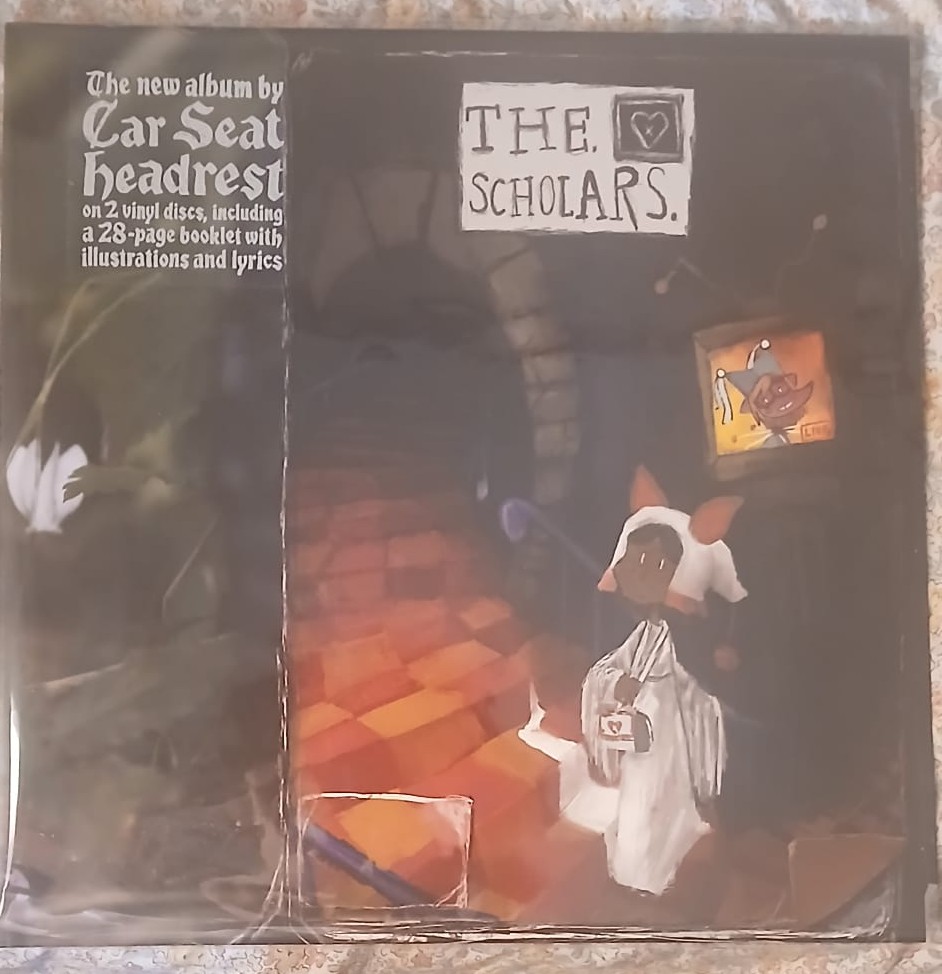 The new album by
Car Seat
headrest
on 2 vinyl discs, including
a 28-page booklet with
illustrations and lyrics
THE.
SCHOLARS.